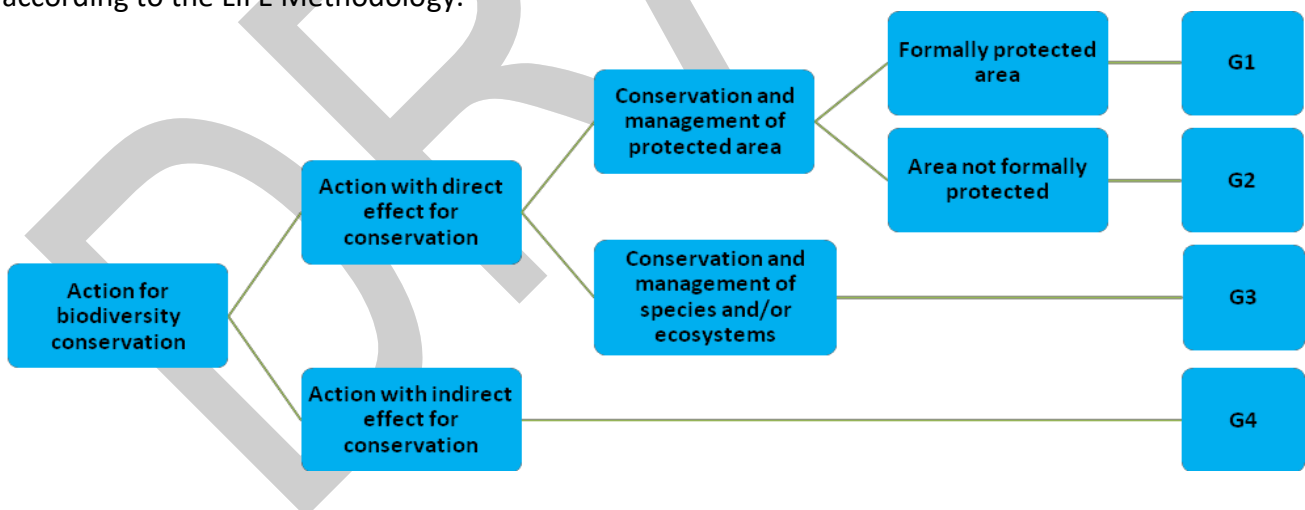 according to the LIFE Methodology.
Formally protected
area
G1
Conservation and
management of
protected area
Area not formally
protected
G2
Action with direct
effect for
conservation
Conservation and
management of
species and/or
ecosystems
G3
Action for
biodiversity
conservation
Action with indirect
effect for
conservation
G4